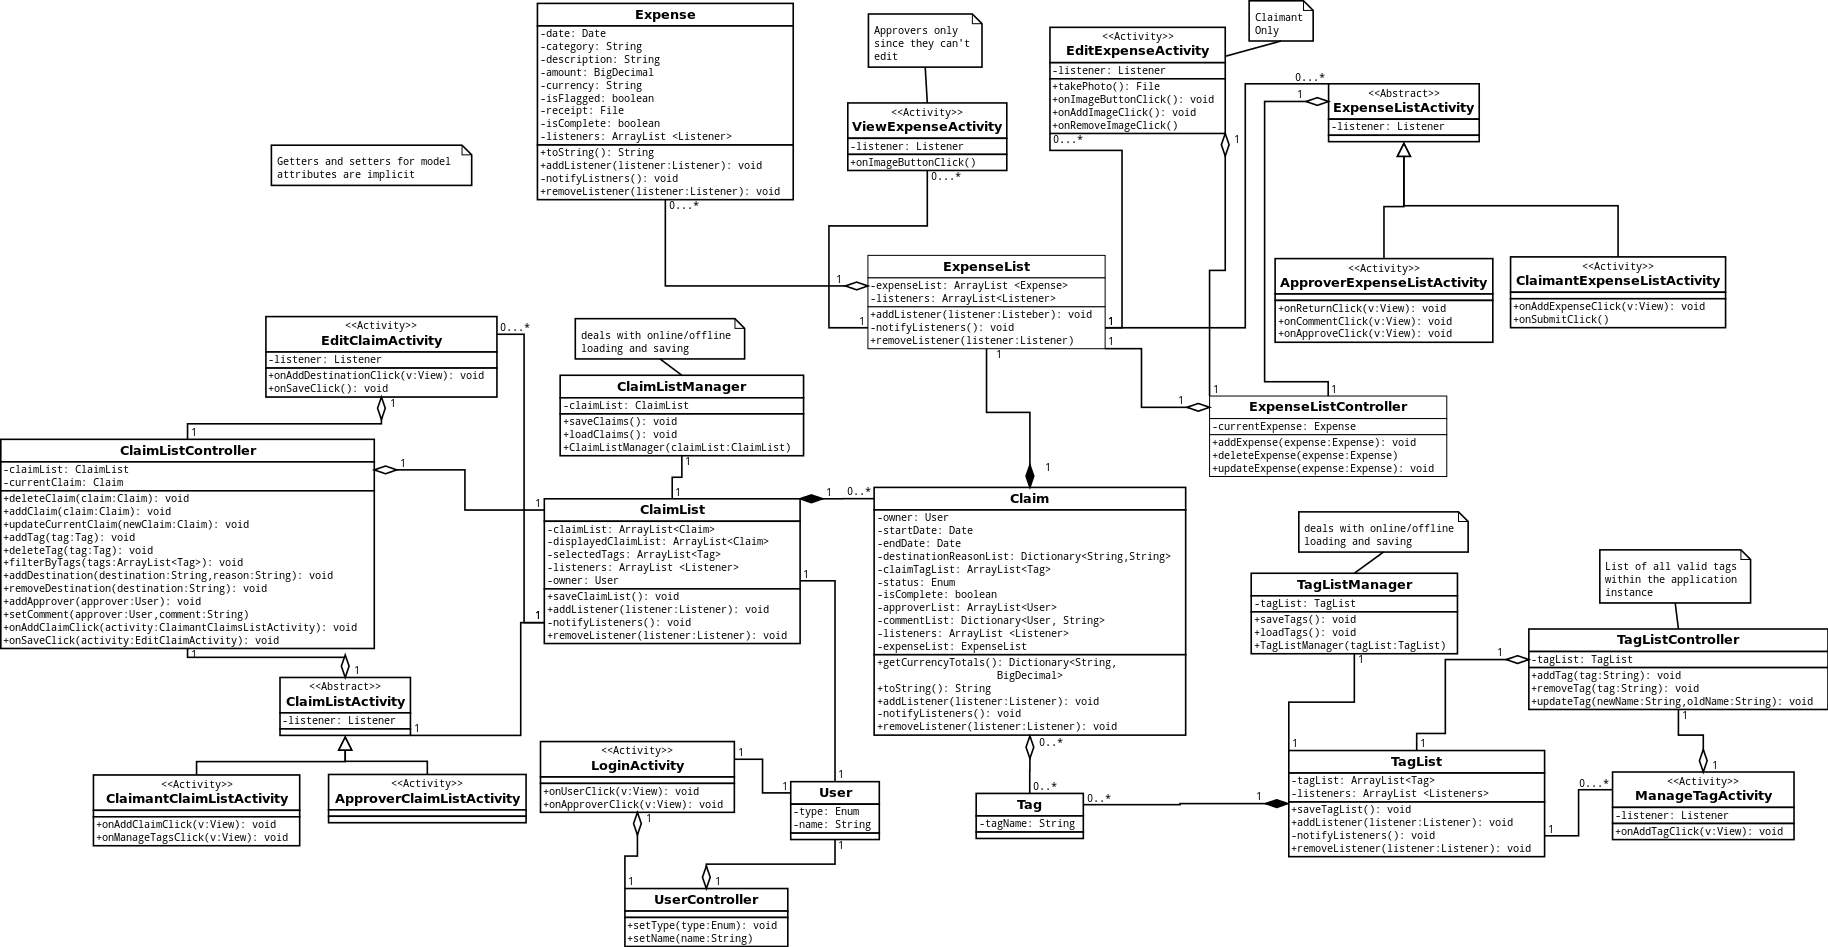 Expense
-date: Date
-category: String
-description: String
-amount: BigDecimal
-currency: String
-isFlagged: boolean
-receipt: File
-isComplete: boolean
-listeners: ArrayList <Listener>
+toString(): String
+addListener(listener:Listener): void
-notifyListners(): void
+removeListener(listener:Listener): void
0...*
Getters and setters for model
attributes are implicit
Approvers only
since they can't
edit
<<Activity>>
ViewExpenseActivity
-listener: Listener
+onImageButtonClick()
0...*
Claimant
Only
<<Activity>>
EditExpenseActivity
-listener: Listener
+takePhoto(): File
+onImageButtonClick(): void
+onAddImageClick(): void
+onRemoveImageClick()
0...*
1
0...*
1
<<Abstract>>
ExpenseListActivity
-listener: Listener
<<Activity>>
ApproverExpenseListActivity
+onReturnClick(v:View): void
+onCommentClick(v:View): void
+onApproveClick(v:View): void
<<Activity>>
ClaimantExpenseListActivity
+onAddExpenseClick(v:View): void
+onSubmitClick()
1
1
ExpenseList
-expenseList: ArrayList <Expense>
-listeners: ArrayList<Listener>
+addListener(listener:Listeber): void
-notifyListeners(): void
+removeListener(listener:Listener)
1
1
1
1
1
1
ExpenseListController
-currentExpense: Expense
+addExpense(expense:Expense): void
+deleteExpense(expense:Expense)
+updateExpense(expense:Expense): void
<<Activity>>
EditClaimActivity
-listener: Listener
+onAddDestinationClick(v:View): void
+onSaveClick(): void
0...*
1
1
deals with online/offline
loading and saving
ClaimListManager
-claimList: ClaimList
+saveClaims(): void
+loadClaims(): void
+ClaimListManager(claimList:ClaimList)
1
1
ClaimListController
-claimList: ClaimList
-currentClaim: Claim
+deleteClaim(claim:Claim): void
+addClaim(claim:Claim): void
+updateCurrentClaim(newClaim:Claim): void
+addTag(tag:Tag): void
+deleteTag(tag:Tag): void
+filterByTags(tags:ArrayList<Tag>): void
+addDestination(destination:String,reason:String): void
+removeDestination(destination:String): void
+addApprover(approver:User): void
+setComment(approver:User,comment:String)
+onAddClaimClick(activity:ClaimantClaimsListActivity): void
+onSaveClick(activity:EditClaimActivity): void
1
1
1
1
1
ClaimList
-claimList: ArrayList<Claim>
-displayedClaimList: ArrayList<Claim>
-selectedTags: ArrayList<Tag>
-listeners: ArrayList <Listener>
-owner: User
+saveClaimList(): void
+addListener(listener:Listener): void
-notifyListeners(): void
+removeListener(listener:Listener): void
1
0..*
1
1
Claim
-owner: User
-startDate: Date
-endDate: Date
-destinationReasonList: Dictionary<String,String>
-claimTagList: ArrayList<Tag>
-status: Enum
-isComplete: boolean
-approverList: ArrayList<User>
-commentList: Dictionary<User, String>
-listeners: ArrayList <Listener>
-expenseList: ExpenseList
+getCurrencyTotals(): Dictionary<String,
BigDecimal>
+toString(): String
+addListener(listener:Listener): void
-notifyListeners(): void
+removeListener(listener:Listener): void
0..*
0..*
<<Abstract>>
ClaimListActivity
-listener: Listener
1
<<Activity>>
ClaimantClaimListActivity
+onAddClaimClick(v:View): void
+onManageTagsClick(v:View): void
<<Activity>>
ApproverClaimListActivity
<<Activity>>
LoginActivity
+onUserClick(v:View): void
+onApproverClick(v:View): void
1
1
1
1
User
-type: Enum
-name: String
1
1
1
UserController
+setType(type:Enum): void
+setName(name:String)
Tag
-tagName: String
0..*
1
deals with online/offline
loading and saving
TagListManager
-tagList: TagList
+saveTags(): void
+loadTags(): void
+TagListManager(tagList:TagList)
1
1
List of all valid tags
within the application
instance
TagListController
-tagList: TagList
+addTag(tag:String): void
+removeTag(tag:String): void
+updateTag(newName:String,oldName:String): void
1
1
1
1
TagList
-tagList: ArrayList<Tag>
-listeners: ArrayList <Listeners>
+saveTagList(): void
+addListener(listener:Listener): void
-notifyListeners(): void
+removeListener(listener:Listener): void
1
0...*
<<Activity>>
ManageTagActivity
-listener: Listener
+onAddTagClick(v:View): void